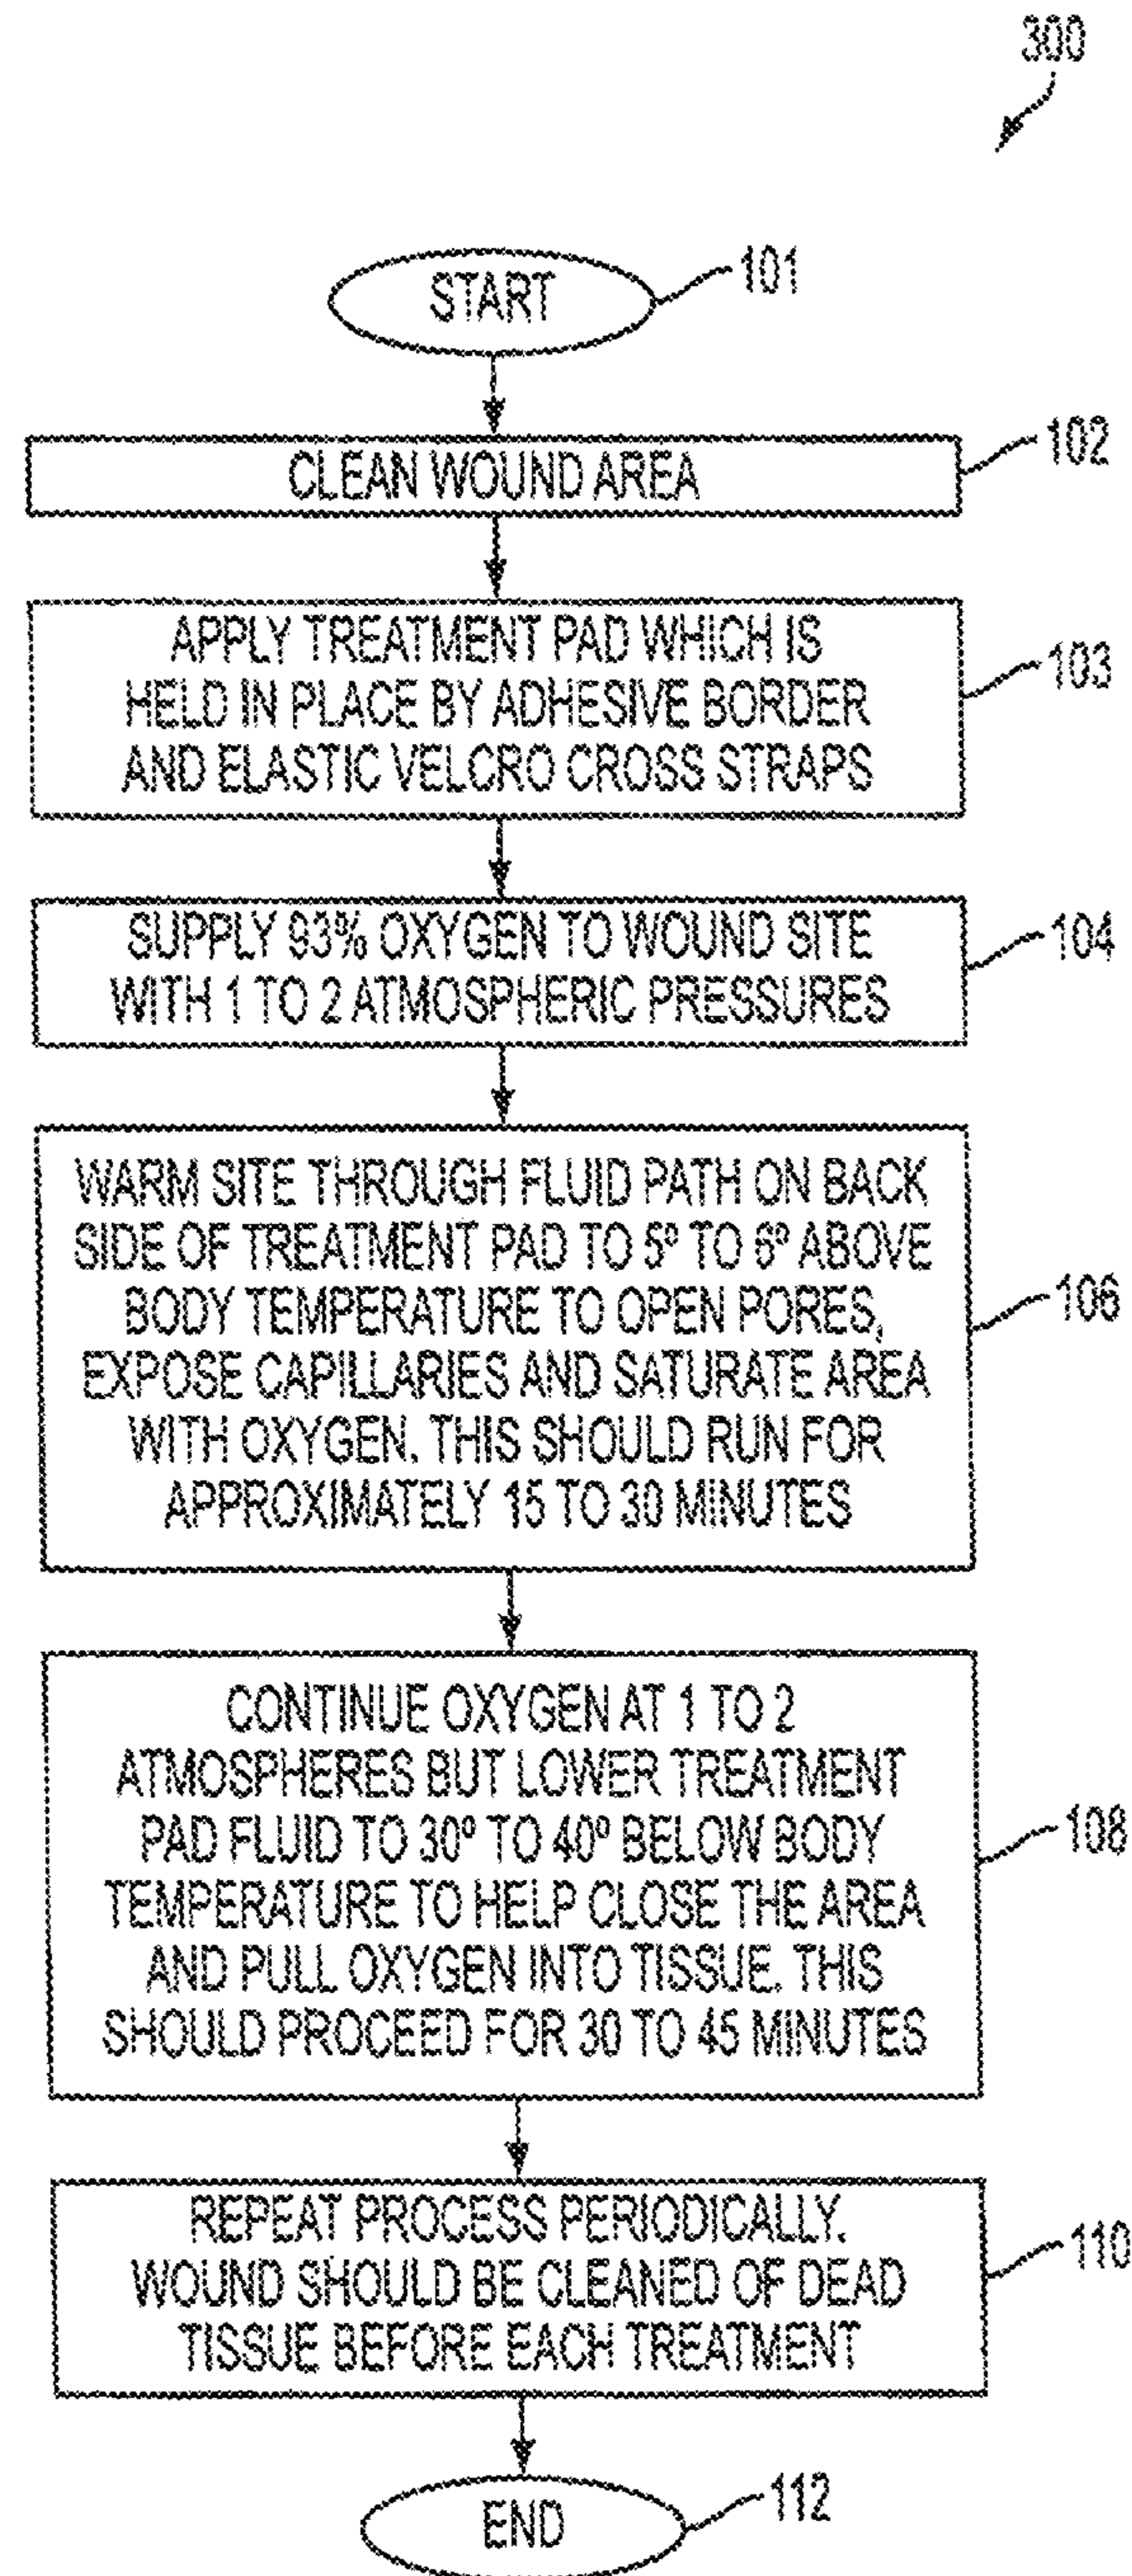 300
START
101
CLEAN WOUND AREA
102
APPLY TREATMENT PAD WHICH IS
HELD IN PLACE BY ADHESIVE BORDER
AND ELASTIC VELCRO CROSS STRAPS
103
SUPPLY 93% OXYGEN TO WOUND SITE
WITH 1 TO 2 ATMOSPHERIC PRESSURES
104
WARM SITE THROUGH FLUID PATH ON BACK
SIDE OF TREATMENT PAD TO 5º TO 6º ABOVE
BODY TEMPERATURE TO OPEN PORES,
EXPOSE CAPILLARIES AND SATURATE AREA
WITH OXYGEN. THIS SHOULD RUN FOR
APPROXIMATELY 15 TO 30 MINUTES
106
CONTINUE OXYGEN AT 1 TO 2
ATMOSPHERES BUT LOWER TREATMENT
PAD FLUID TO 30º TO 40º BELOW BODY
TEMPERATURE TO HELP CLOSE THE AREA
AND PULL OXYGEN INTO TISSUE. THIS
SHOULD PROCEED FOR 30 TO 45 MINUTES
108
REPEAT PROCESS PERIODICALLY.
WOUND SHOULD BE CLEANED OF DEAD
TISSUE BEFORE EACH TREATMENT
110
END
112